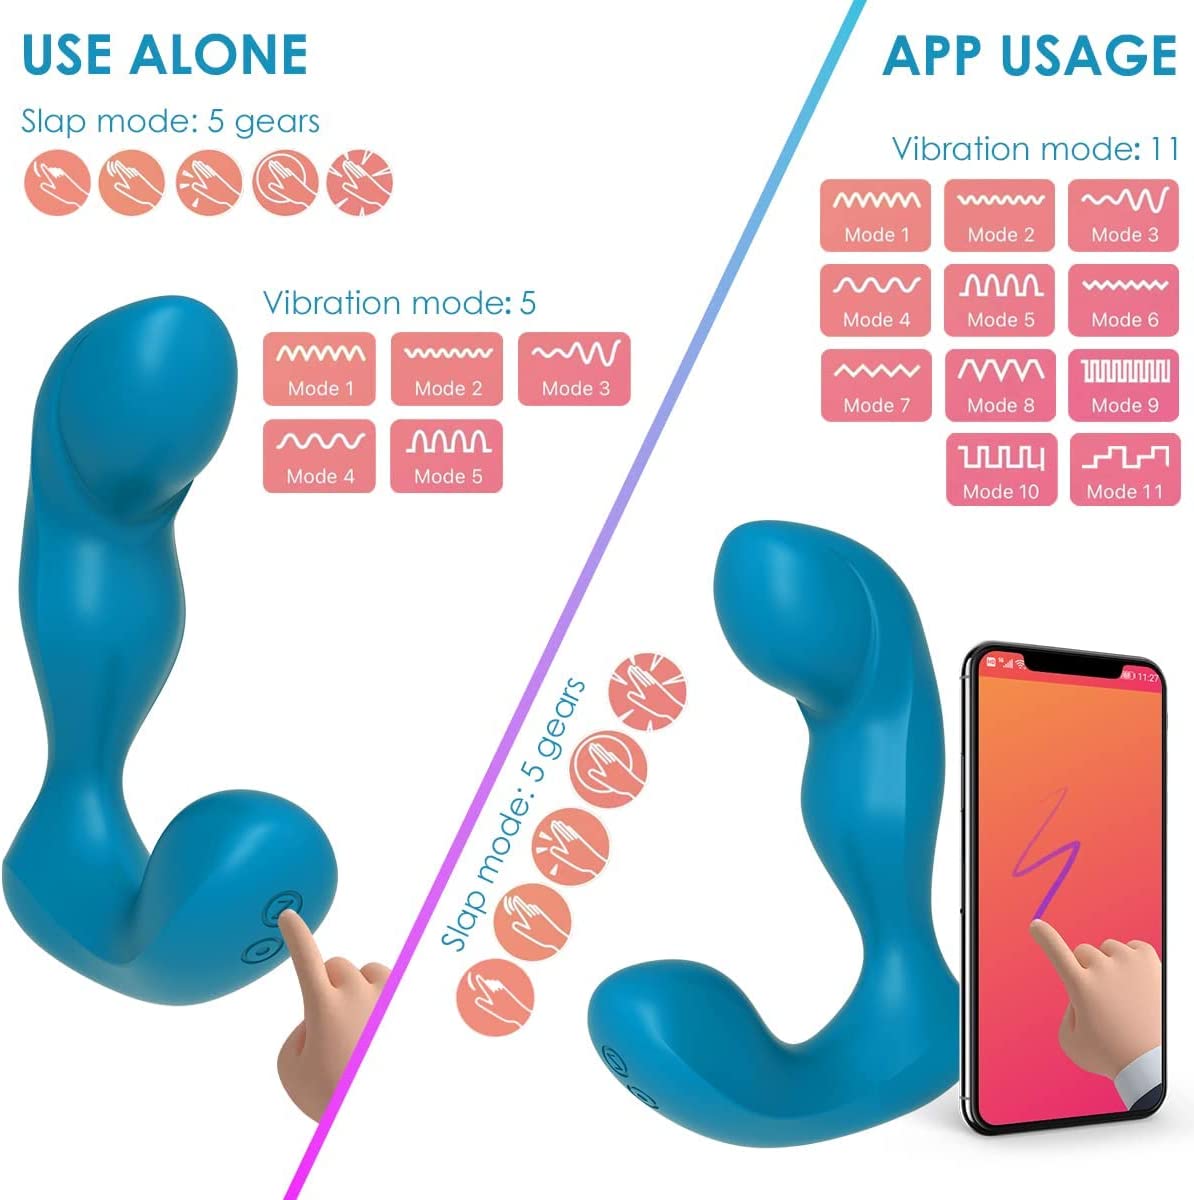 USE ALONE
Slap mode: 5 gears
Vibration mode: 5
Mode 1
Mode 2
Mode 3
Mode 4
Mode 5
APP USAGE
Vibration mode: 11
Mode 1
Mode 2
Mode 3
Mode 4
Mode 5
Mode 6
Mode 7
Mode 8
Mode 9
Mode 10
Mode 11
Slap mode: 5 gears
HD
11:27